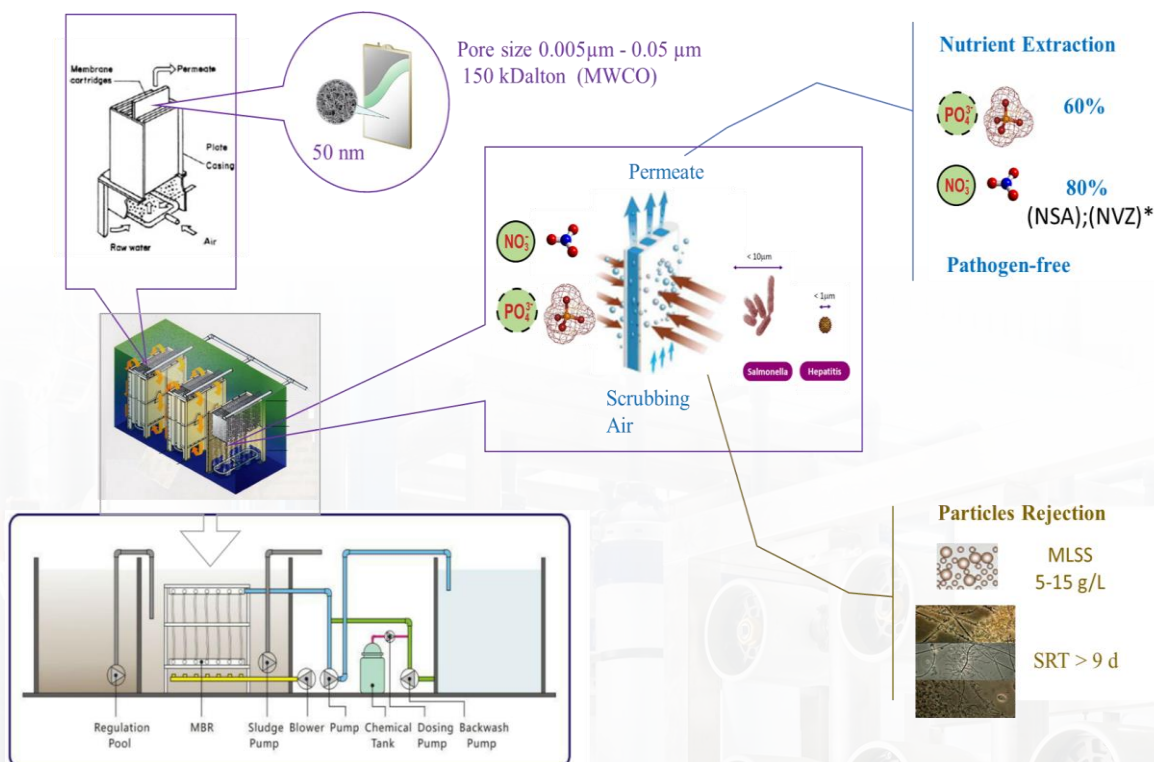 Membrane
cartridges
Permeate
Plate
Casing
Raw water
Air
50 nm
Pore size 0.005µm - 0.05 µm
150 kDalton (MWCO)
Permeate
NO₃⁻
PO₄³⁻
< 10µm
< 1µm
Salmonella
Hepatitis
Scrubbing
Air
Nutrient Extraction
PO₄³⁻
60%
NO₃⁻
80%
(NSA);(NVZ)*
Pathogen-free
Particles Rejection
MLSS
5-15 g/L
SRT > 9 d
Regulation
Pool
MBR
Sludge
Pump
Blower
Pump
Chemical
Tank
Dosing
Pump
Backwash
Pump